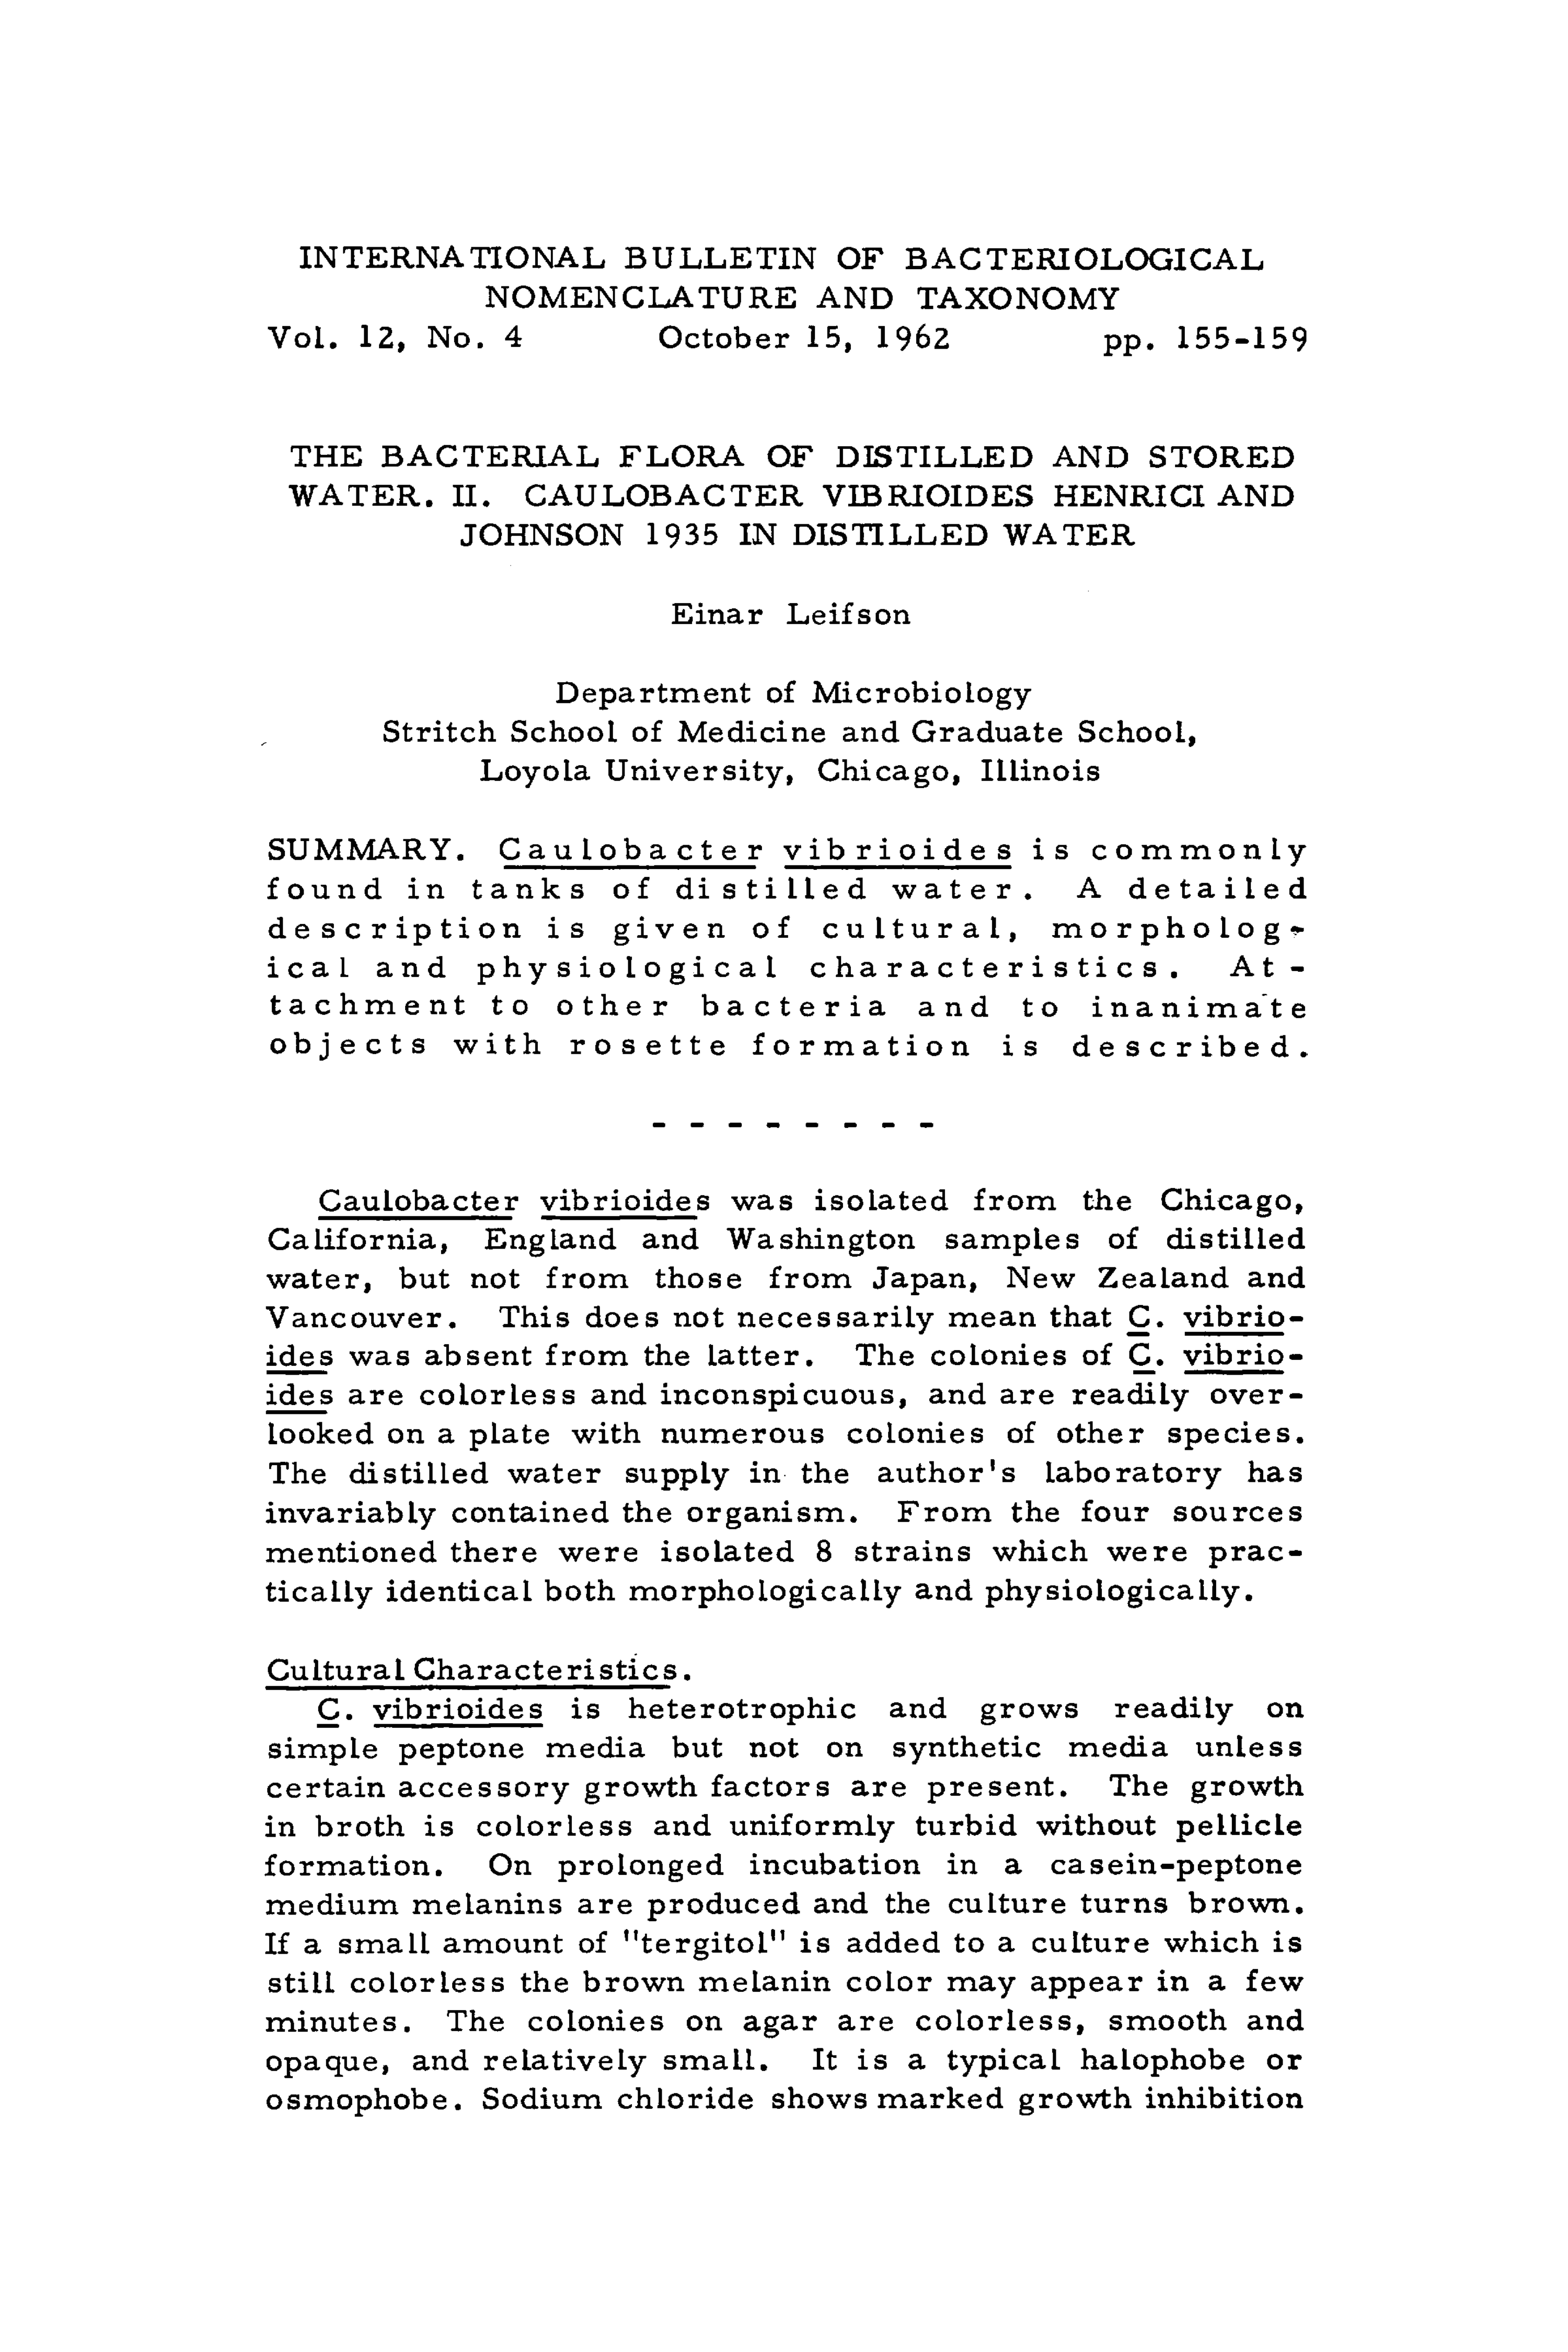 INTERNATIONAL BULLETIN OF BACTERIOLOGICAL
NOMENCLATURE AND TAXONOMY
Vol. 12, No. 4 October 15, 1962 pp. 155-159
THE BACTERIAL FLORA OF DISTILLED AND STORED
WATER. II. CAULOBACTER VIBRIOIDES HENRICI AND
JOHNSON 1935 IN DISTILLED WATER
Einar Leifson
Department of Microbiology
Stritch School of Medicine and Graduate School,
Loyola University, Chicago, Illinois
SUMMARY. Caulobacter vibrioides is commonly
found in tanks of distilled water. A detailed
description is given of cultural, morpholog-
ical and physiological characteristics. At-
tachment to other bacteria and to inanimate
objects with rosette formation is described.
- - - - - - - -
Caulobacter vibrioides was isolated from the Chicago,
California, England and Washington samples of distilled
water, but not from those from Japan, New Zealand and
Vancouver. This does not necessarily mean that C. vibrio-
ides was absent from the latter. The colonies of C. vibrio-
ides are colorless and inconspicuous, and are readily over-
looked on a plate with numerous colonies of other species.
The distilled water supply in the author's laboratory has
invariably contained the organism. From the four sources
mentioned there were isolated 8 strains which were prac-
tically identical both morphologically and physiologically.
Cultural Characteristics.
C. vibrioides is heterotrophic and grows readily on
simple peptone media but not on synthetic media unless
certain accessory growth factors are present. The growth
in broth is colorless and uniformly turbid without pellicle
formation. On prolonged incubation in a casein-peptone
medium melanins are produced and the culture turns brown.
If a small amount of "tergitol" is added to a culture which is
still colorless the brown melanin color may appear in a few
minutes. The colonies on agar are colorless, smooth and
opaque, and relatively small. It is a typical halophobe or
osmophobe. Sodium chloride shows marked growth inhibition